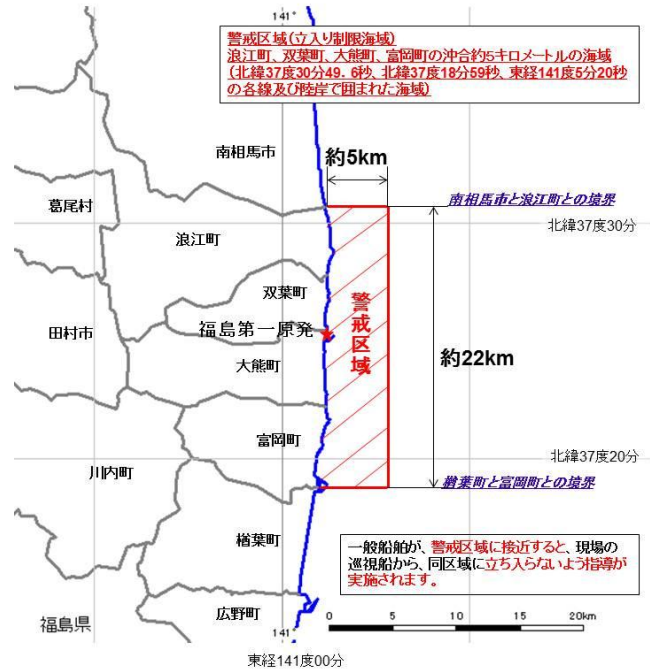 141°
警戒区域（立入り制限海域）
浪江町、双葉町、大熊町、富岡町の沖合約5キロメートルの海域
（北緯37度30分49．6秒、北緯37度18分59秒、東経141度5分20秒
の各線及び陸岸で囲まれた海域）
南相馬市
約5km
葛尾村
南相馬市と浪江町との境界
浪江町
北緯37度30分
双葉町
警戒区域
田村市
福島第一原発
大熊町
約22km
富岡町
北緯37度20分
川内町
楢葉町と富岡町との境界
楢葉町
一般船舶が、警戒区域に接近すると、現場の
巡視船から、同区域に立ち入らないよう指導が
実施されます。
広野町
福島県
141°
0 5 10 15 20km
東経141度00分